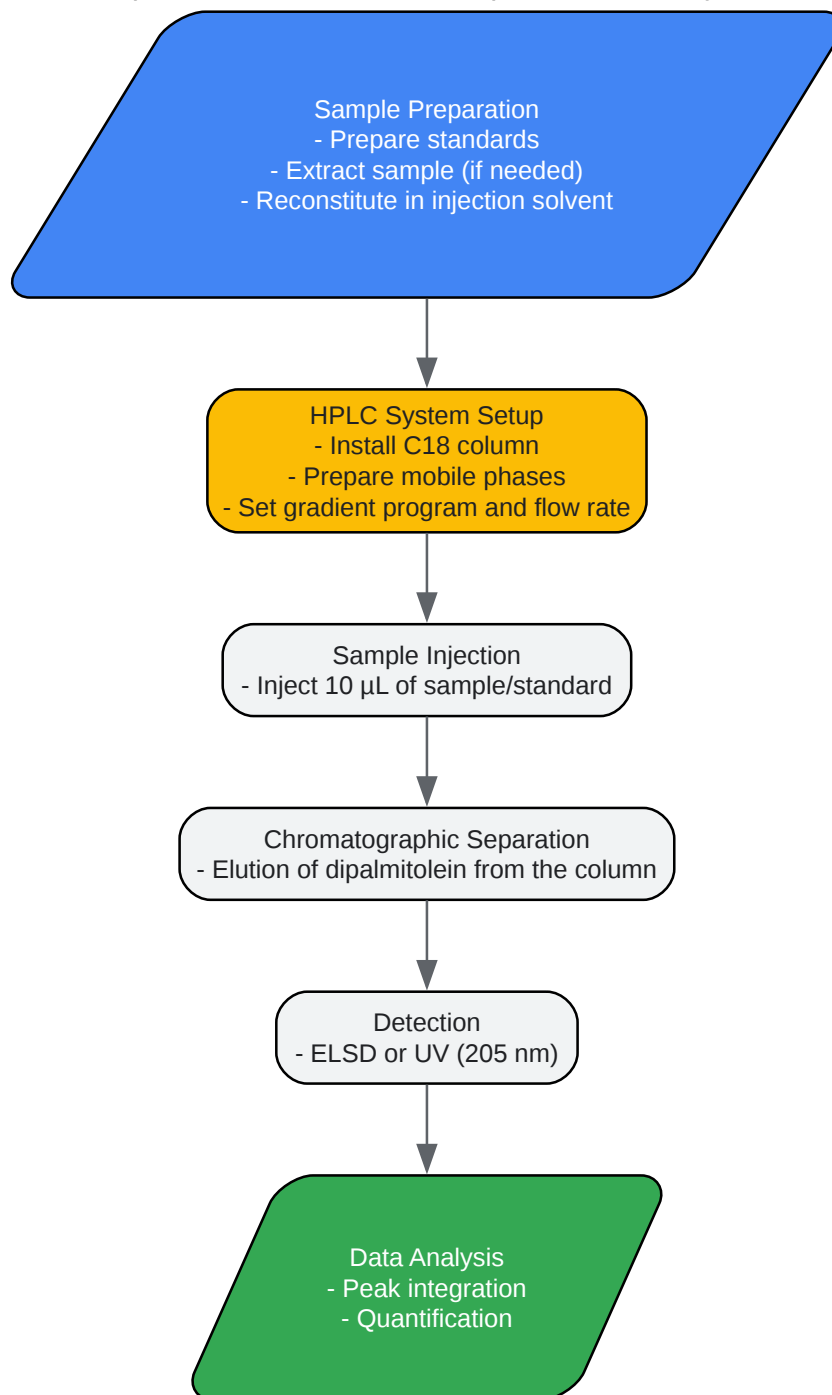 Sample Preparation
- Prepare standards
- Extract sample (if needed)
- Reconstitute in injection solvent
HPLC System Setup
- Install C18 column
- Prepare mobile phases
- Set gradient program and flow rate
Sample Injection
- Inject 10 µL of sample/standard
Chromatographic Separation
- Elution of dipalmitolein from the column
Detection
- ELSD or UV (205 nm)
Data Analysis
- Peak integration
- Quantification